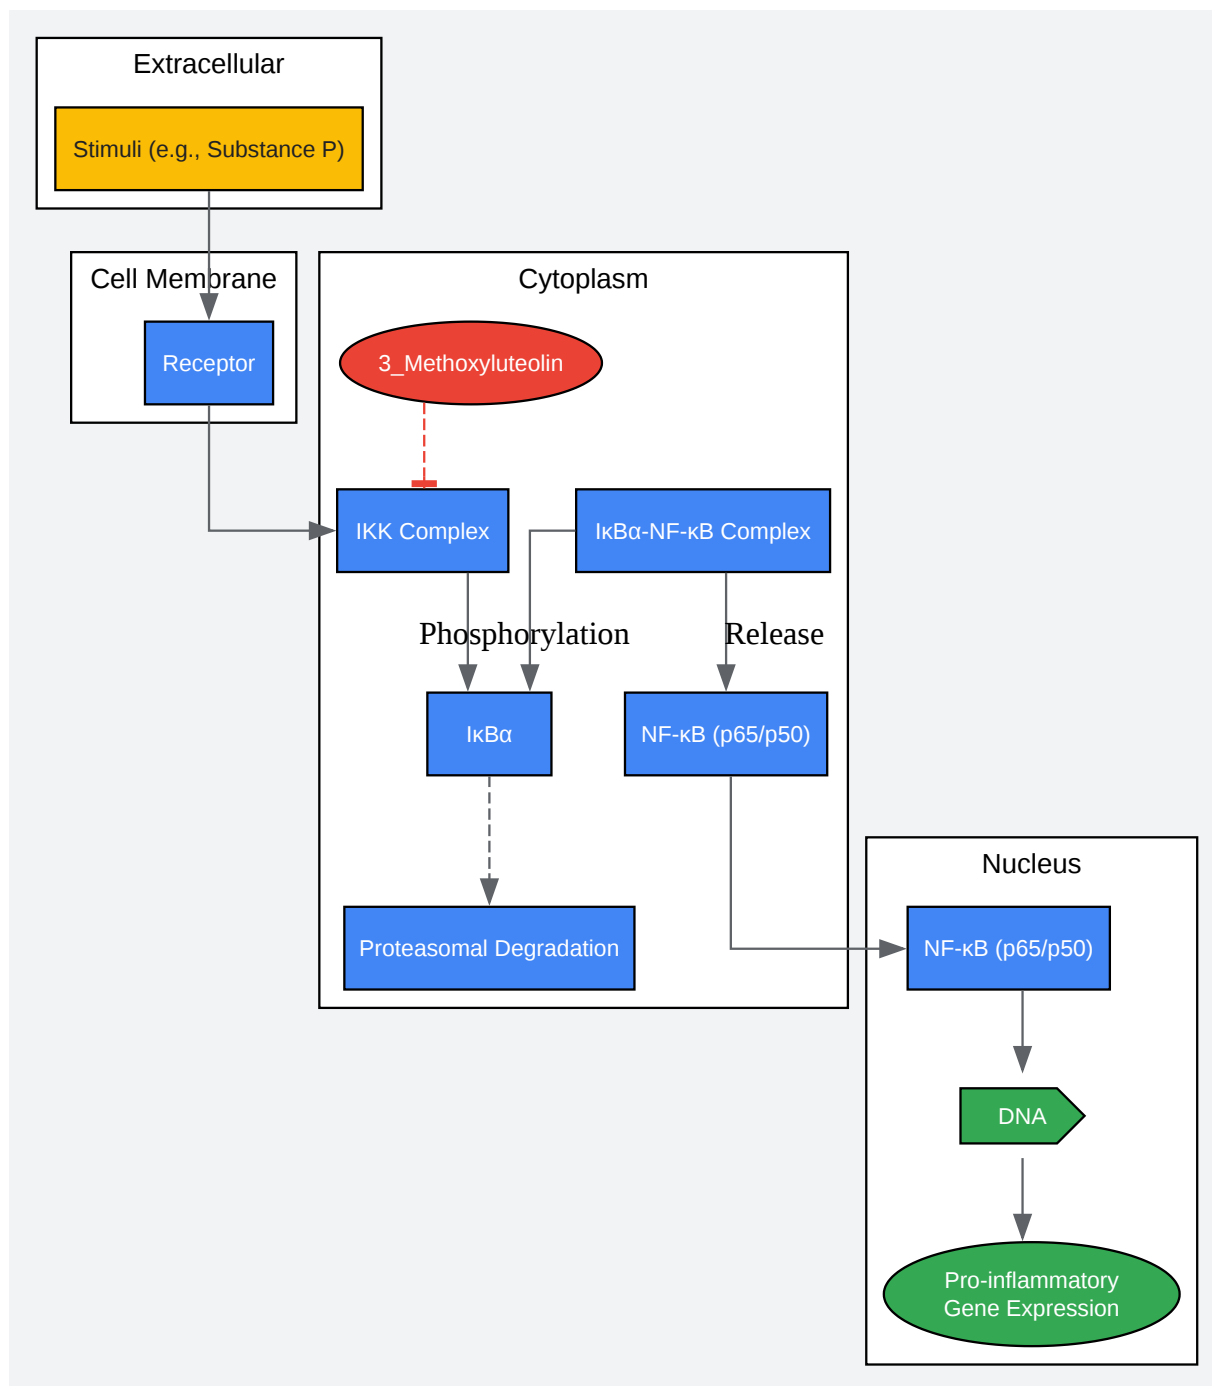 Extracellular
Stimuli (e.g., Substance P)
Cell Membrane
Receptor
Cytoplasm
3_Methoxyluteolin
IKK Complex
IκBα-NF-κB Complex
Phosphorylation
Release
IκBα
NF-κB (p65/p50)
Proteasomal Degradation
Nucleus
NF-κB (p65/p50)
DNA
Pro-inflammatory
Gene Expression